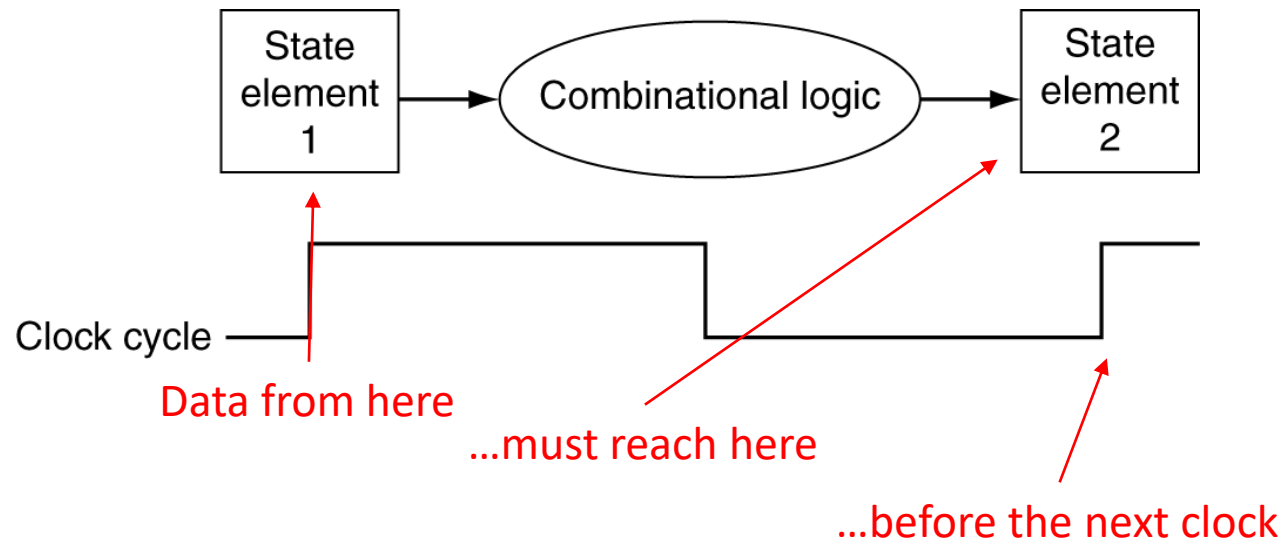 State
element
1
Combinational logic
State
element
2
Clock cycle
Data from here
...must reach here
...before the next clock